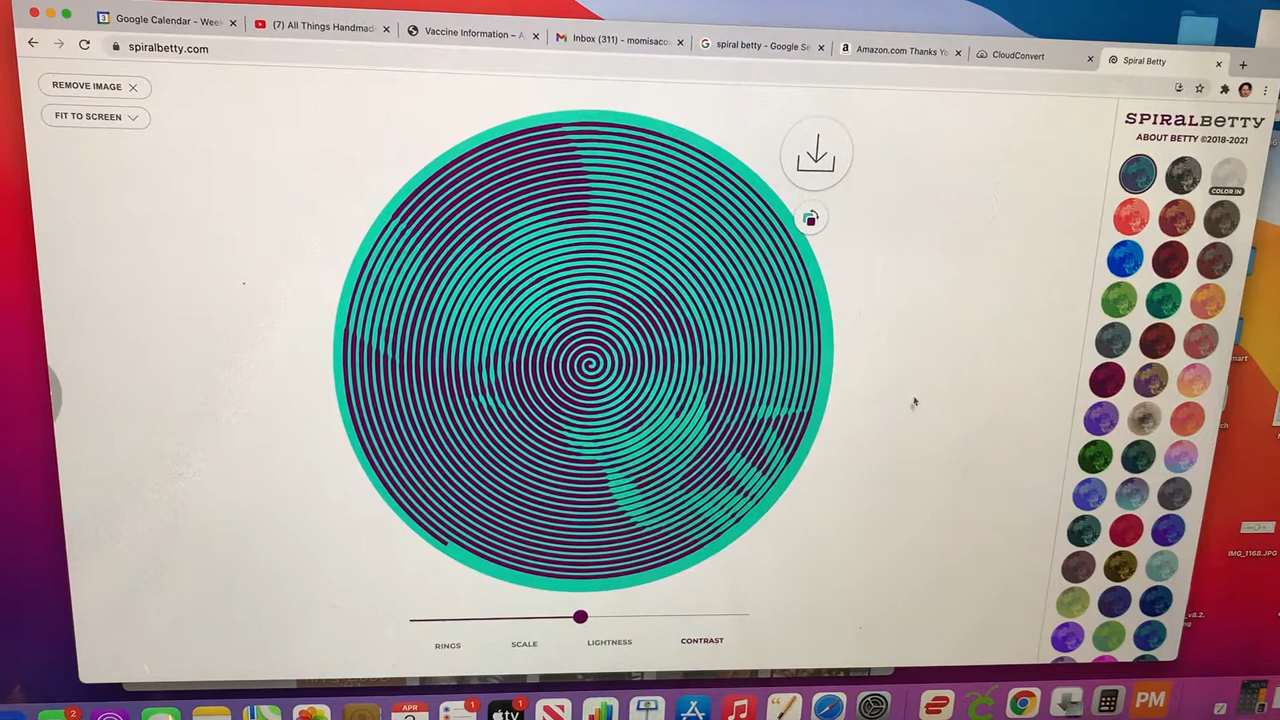 Google Calendar - Week
(7) All Things Handmad
Vaccine Information – A
Inbox (311) - momisaco
spiral betty - Google Se
Amazon.com Thanks Yo
CloudConvert
Spiral Betty
spiralbetty.com
REMOVE IMAGE
FIT TO SCREEN
SPIRALBETTY
ABOUT BETTY ©2018-2021
COLOR IN
RINGS
SCALE
LIGHTNESS
CONTRAST
IMG_1168.JPG
APR
tv
PM